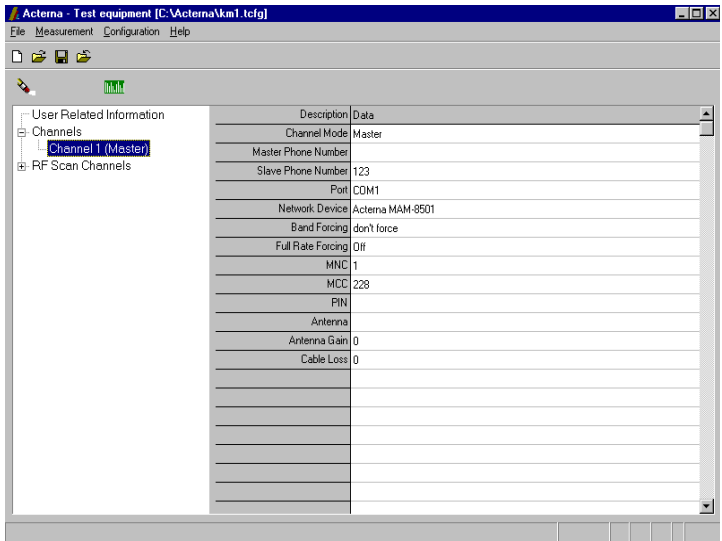 Acterna - Test equipment [C:\Acterna\km1.tcfg]
File Measurement Configuration Help
User Related Information
Channels
Channel 1 (Master)
RF Scan Channels
Description Data
Channel Mode Master
Master Phone Number
Slave Phone Number 123
Port COM1
Network Device Acterna MAM-8501
Band Forcing don't force
Full Rate Forcing Off
MNC 1
MCC 228
PIN
Antenna
Antenna Gain 0
Cable Loss 0